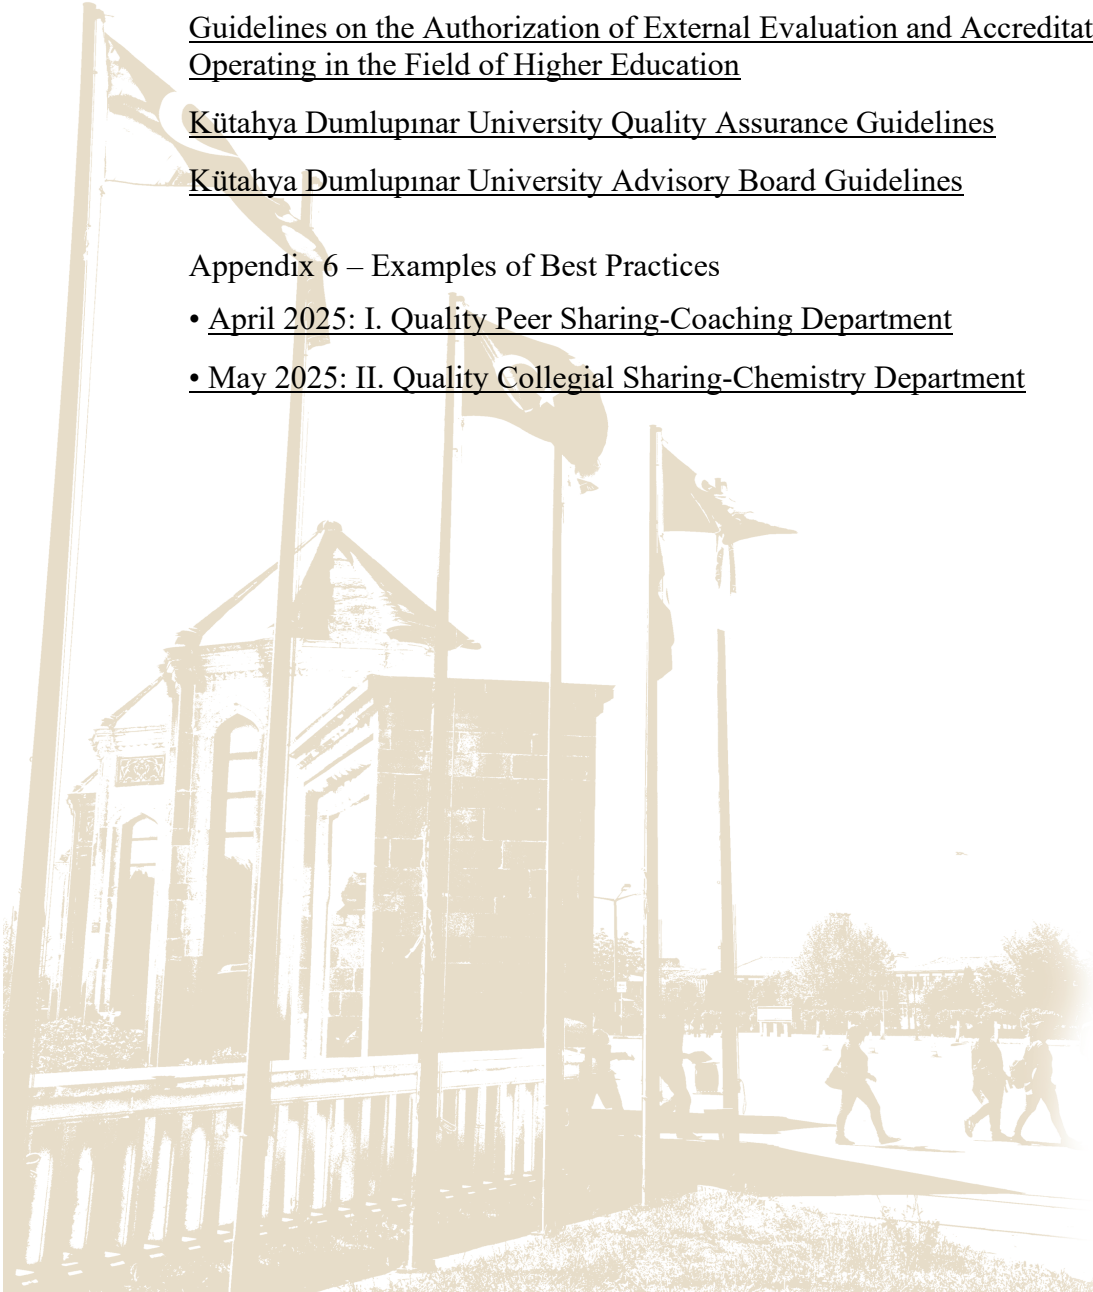 Guidelines on the Authorization of External Evaluation and Accreditat
Operating in the Field of Higher Education
Kütahya Dumlupınar University Quality Assurance Guidelines
Kütahya Dumlupınar University Advisory Board Guidelines
Appendix 6 – Examples of Best Practices
• April 2025: I. Quality Peer Sharing-Coaching Department
• May 2025: II. Quality Collegial Sharing-Chemistry Department